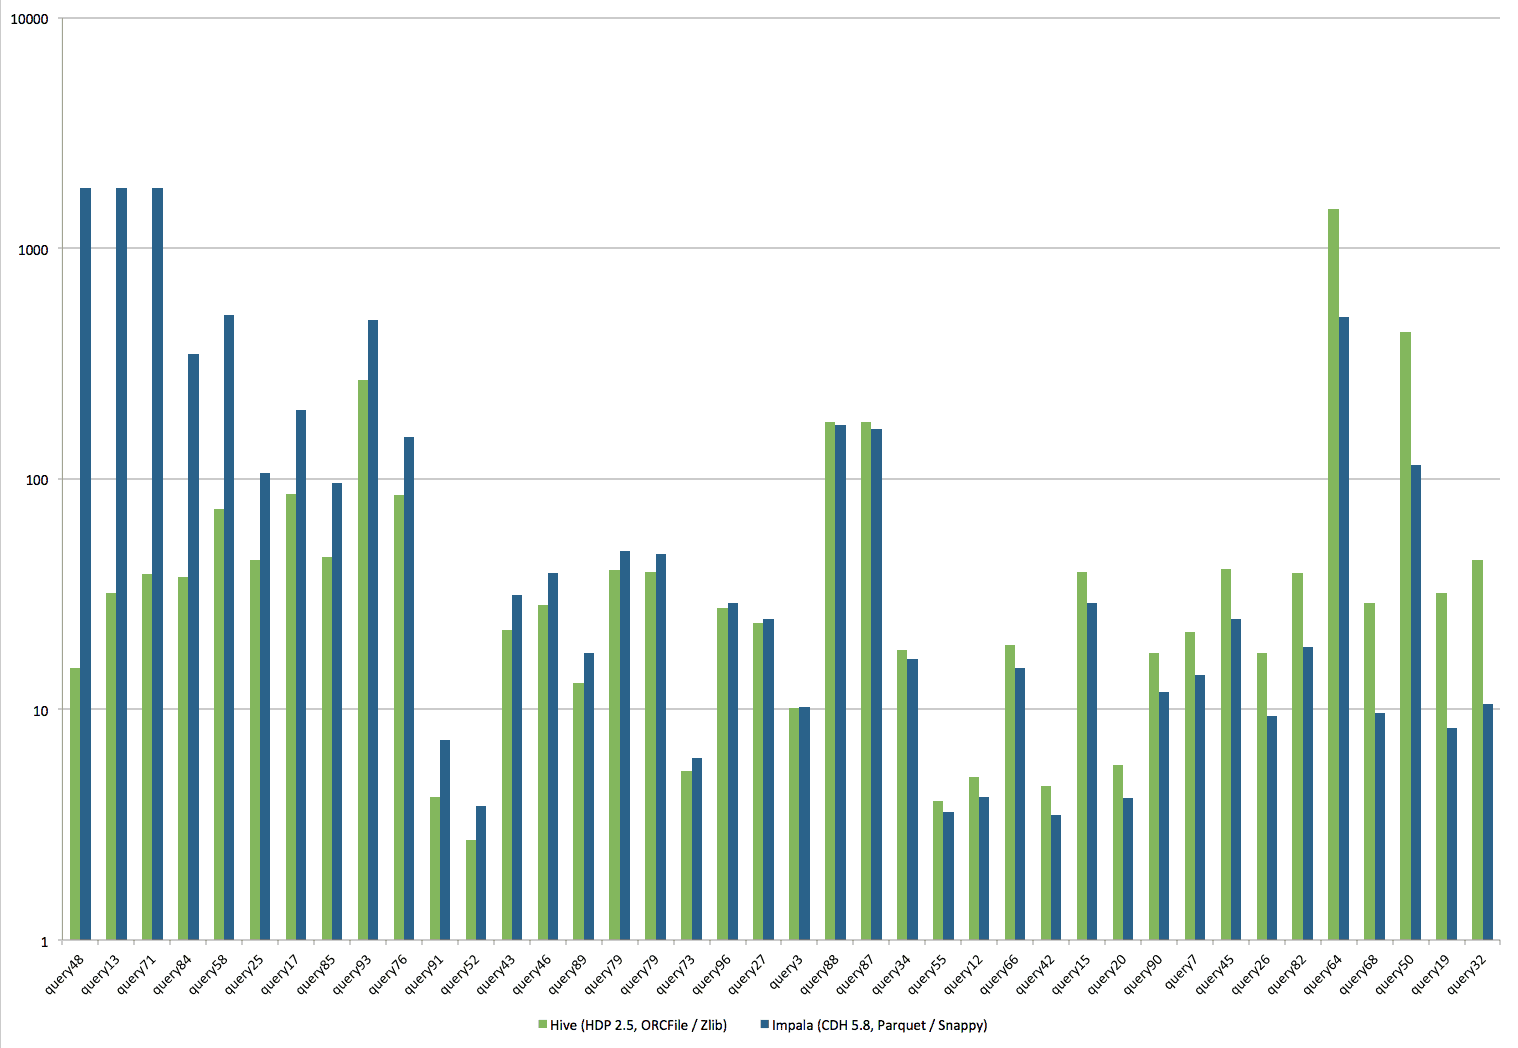 10000
1000
100
10
1
query48
query13
query71
query84
query58
query25
query17
query85
query93
query76
query91
query52
query43
query46
query89
query79
query79
query73
query96
query27
query3
query88
query87
query34
query55
query12
query66
query42
query15
query20
query90
query7
query45
query26
query82
query64
query68
query50
query19
query32
Hive (HDP 2.5, ORCFile / Zlib) Impala (CDH 5.8, Parquet / Snappy)